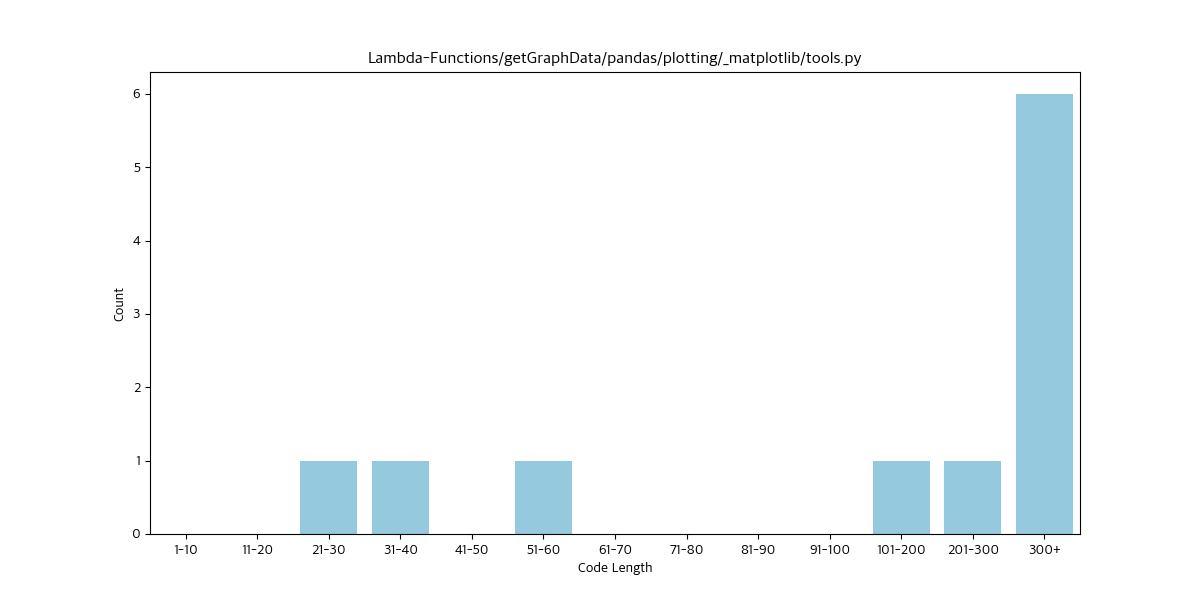 Lambda-Functions/getGraphData/pandas/plotting/_matplotlib/tools.py
6
5
4
3
2
1
0
Count
1-10 11-20 21-30 31-40 41-50 51-60 61-70 71-80 81-90 91-100 101-200 201-300 300+
Code Length